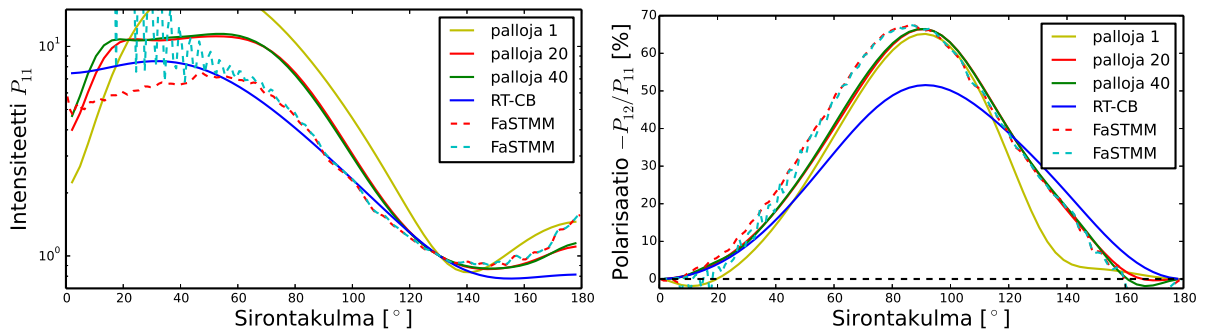 Intensiteetti P₁₁
10¹
10⁰
0 20 40 60 80 100 120 140 160 180
Sirontakulma [°]
palloja 1
palloja 20
palloja 40
RT-CB
FaSTMM
FaSTMM
Polarisaatio −P₁₂/P₁₁ [%]
70
60
50
40
30
20
10
0
0 20 40 60 80 100 120 140 160 180
Sirontakulma [°]
palloja 1
palloja 20
palloja 40
RT-CB
FaSTMM
FaSTMM